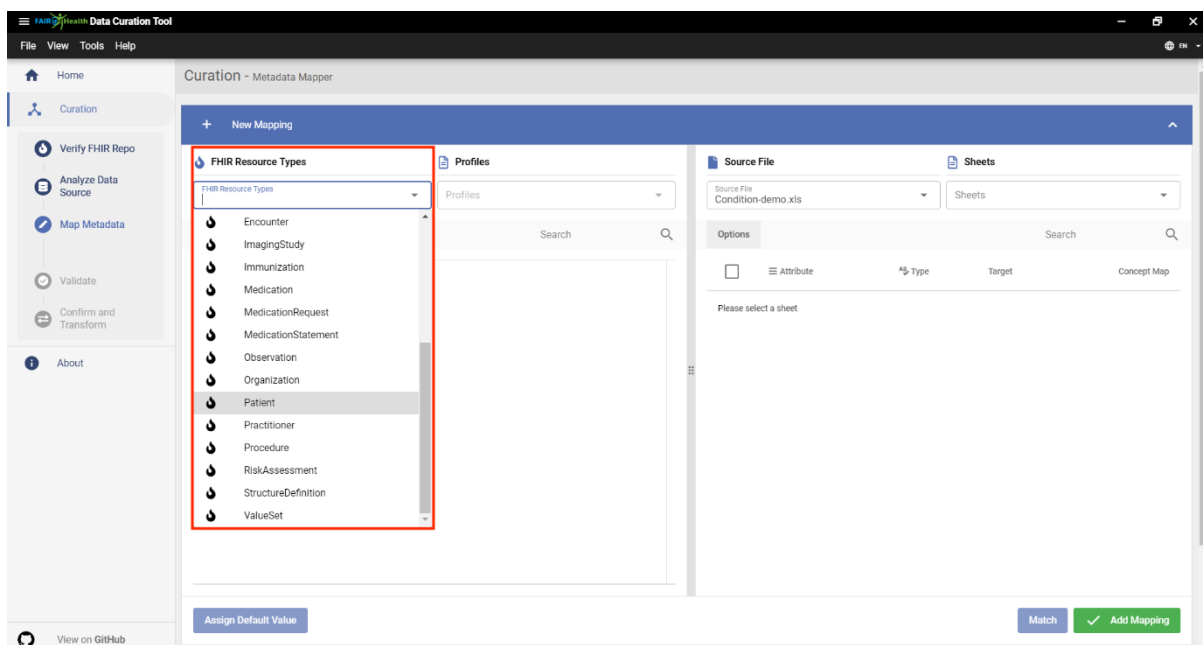 FAIR4Health Data Curation Tool
File View Tools Help
EN
Home
Curation
Verify FHIR Repo
Analyze Data
Source
Map Metadata
Validate
Confirm and
Transform
About
View on GitHub
Curation - Metadata Mapper
+ New Mapping
FHIR Resource Types
Profiles
FHIR Resource Types
Profiles
Search
Encounter
ImagingStudy
Immunization
Medication
MedicationRequest
MedicationStatement
Observation
Organization
Patient
Practitioner
Procedure
RiskAssessment
StructureDefinition
ValueSet
Source File
Sheets
Source File
Condition-demo.xls
Sheets
Options
Search
Attribute Type Target Concept Map
Please select a sheet
Assign Default Value
Match
Add Mapping